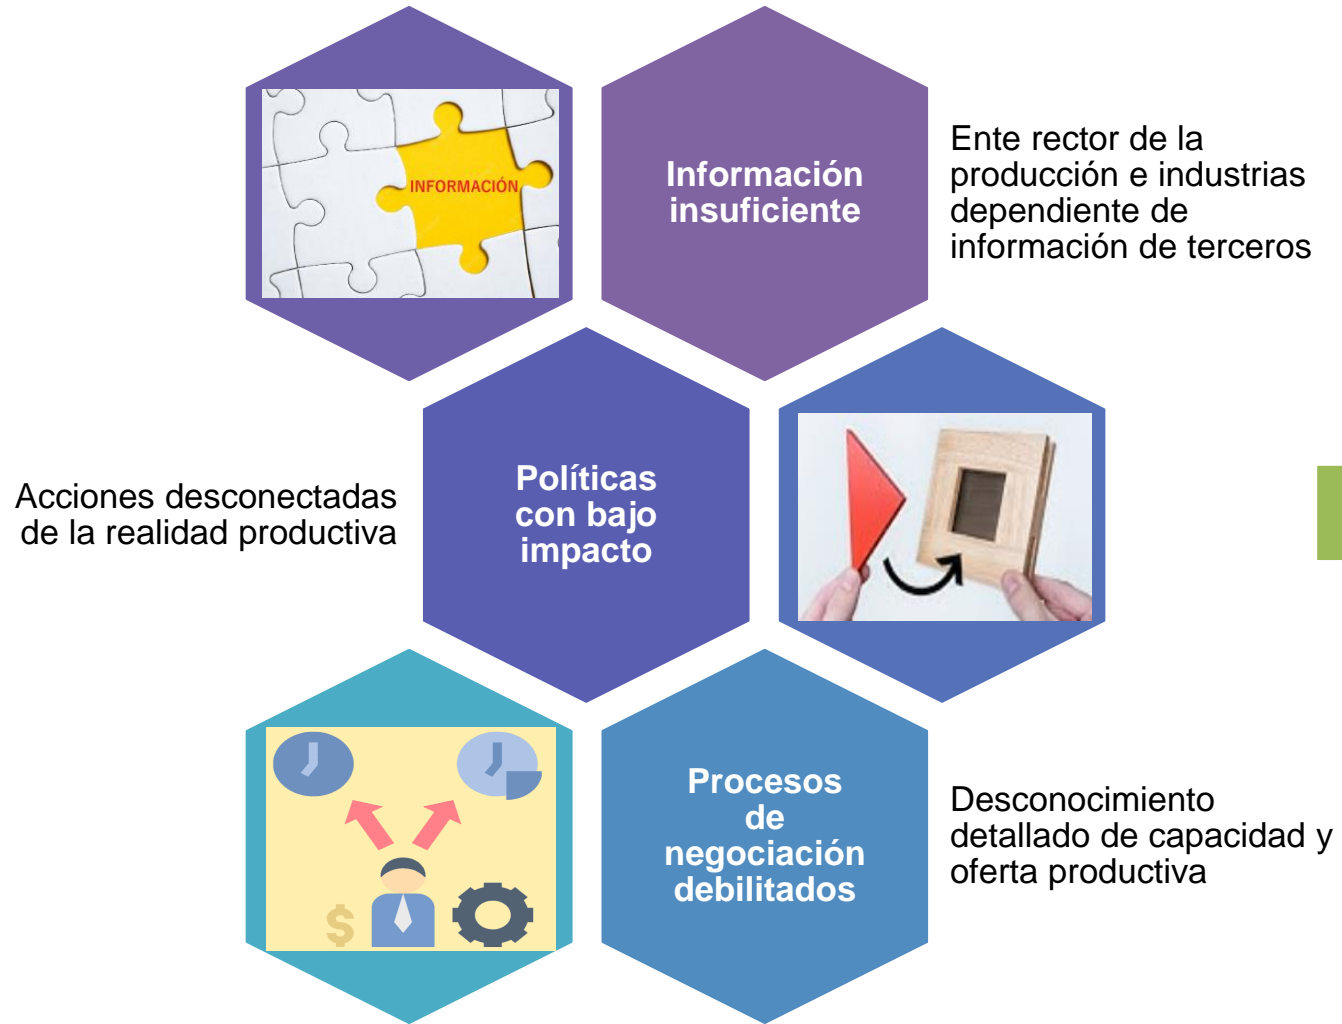 INFORMACIÓN
Información
insuficiente
Ente rector de la
producción e industrias
dependiente de
información de terceros
Acciones desconectadas
de la realidad productiva
Políticas
con bajo
impacto
$
Procesos
de
negociación
debilitados
Desconocimiento
detallado de capacidad y
oferta productiva